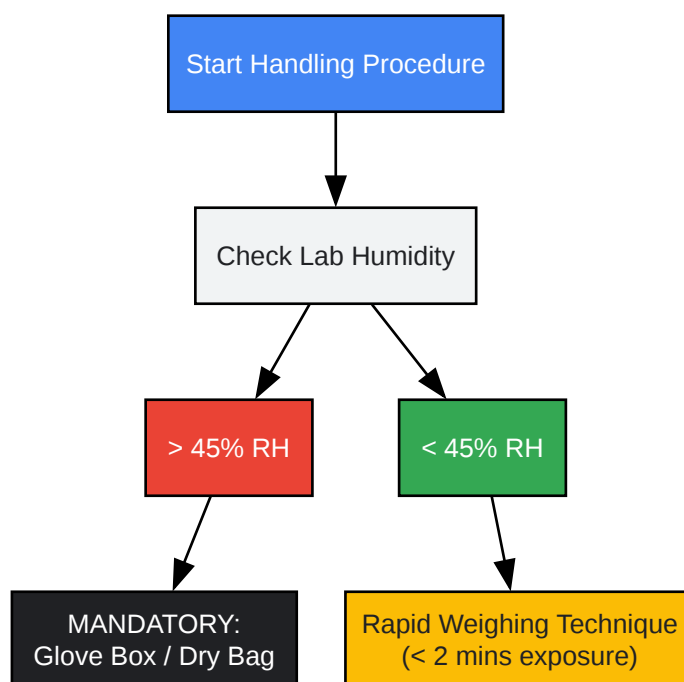 Start Handling Procedure
Check Lab Humidity
> 45% RH
< 45% RH
MANDATORY:
Glove Box / Dry Bag
Rapid Weighing Technique
(< 2 mins exposure)